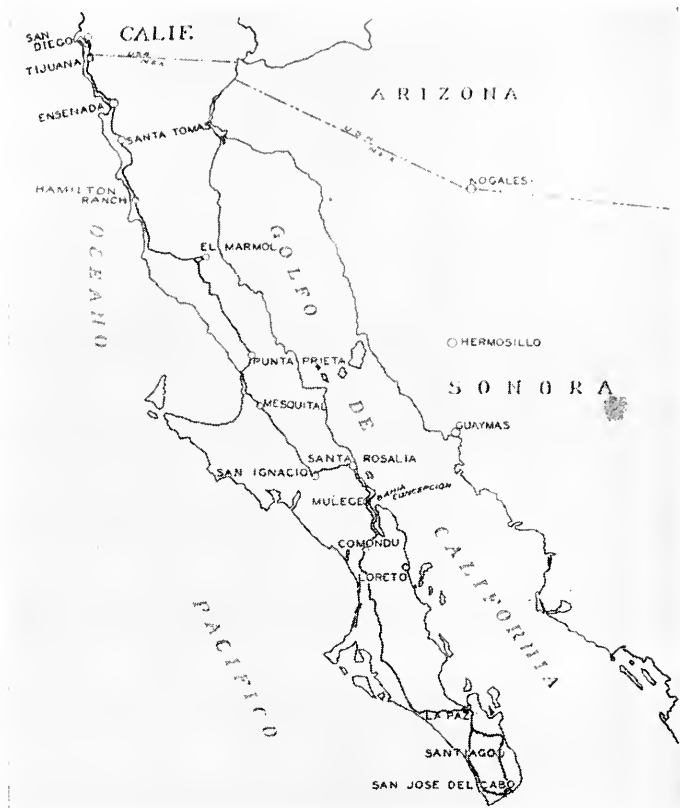 SAN
DIEGO
CALIF
TIJUANA
U.S.A.
MEX.
ARIZONA
ENSENADA
SANTA TOMAS
U.S.A.
MEX.
NOGALES
HAMILTON
RANCH
OCEANO
GOLFO
EL MARMOL
HERMOSILLO
PUNTA PRIETA
SONORA
MESQUITAL
DE
GUAYMAS
SANTA ROSALIA
SAN IGNACIO
BAHIA
CONCEPCION
MULEGE
COMONDU
CALIFORNIA
LORETO
PACIFICO
LA PAZ
SANTIAGO
SAN JOSE DEL CABO